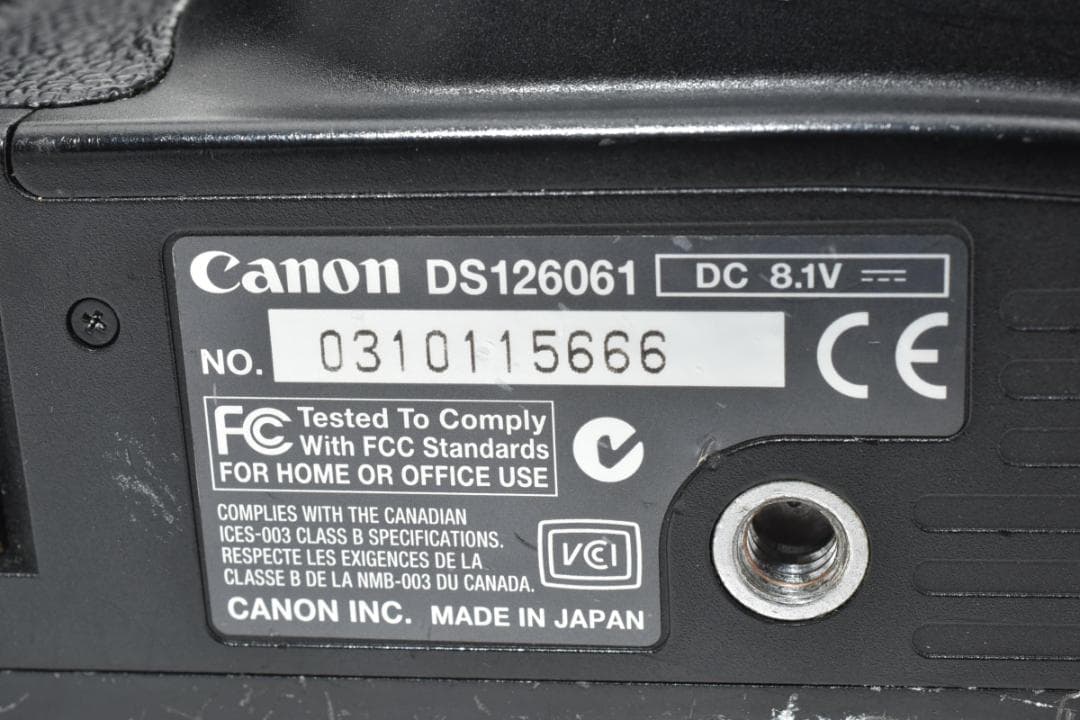 Canon DS126061 DC 8.1V
NO. 0310115666
CE
FC Tested To Comply
With FCC Standards
FOR HOME OR OFFICE USE
COMPLIES WITH THE CANADIAN
ICES-003 CLASS B SPECIFICATIONS.
RESPECTE LES EXIGENCES DE LA
CLASSE B DE LA NMB-003 DU CANADA.
VCI
CANON INC. MADE IN JAPAN